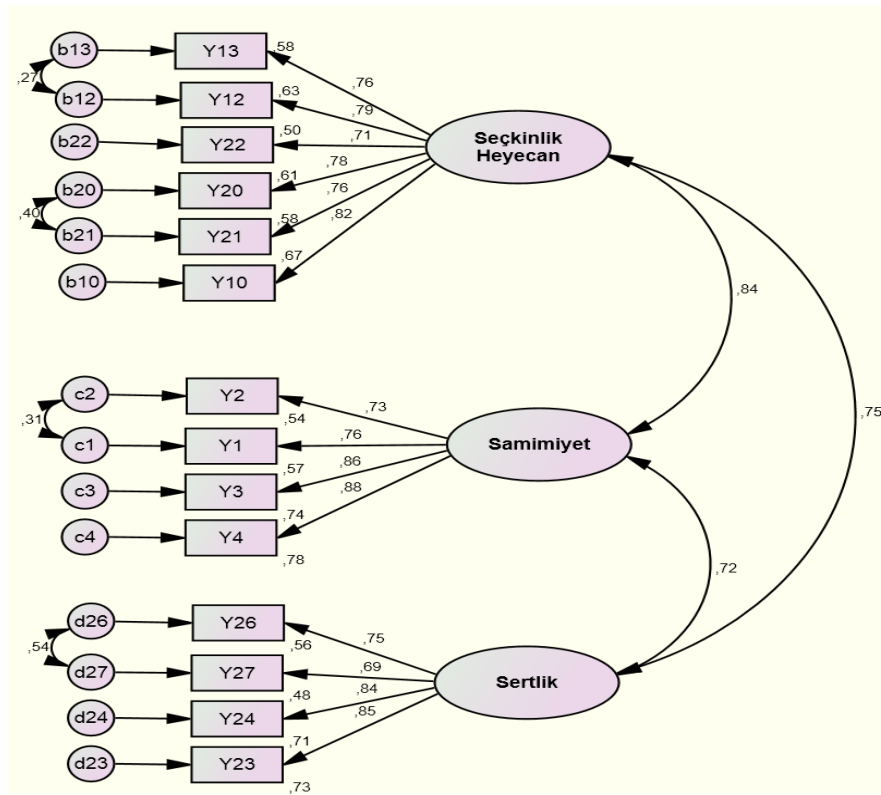 b13
Y13
,58
,76
,27
b12
Y12
,63
,79
b22
Y22
,50
,71
Seçkinlik
Heyecan
b20
Y20
,61
,78
,40
b21
Y21
,58
,76
b10
Y10
,67
,82
,84
,75
c2
Y2
,54
,73
,31
c1
Y1
,57
,76
Samimiyet
c3
Y3
,74
,86
c4
Y4
,78
,88
,72
d26
Y26
,56
,75
,54
d27
Y27
,48
,69
Sertlik
d24
Y24
,71
,84
d23
Y23
,73
,85